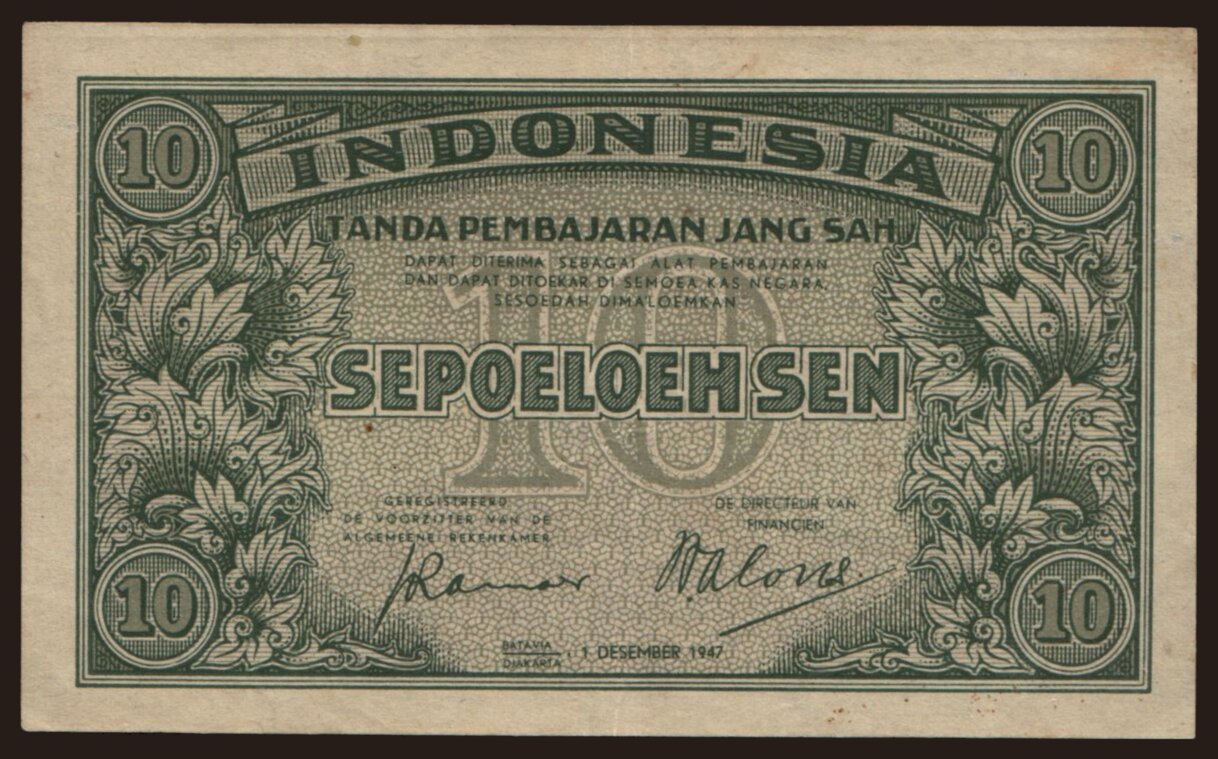 10 10
INDONESIA
TANDA PEMBAJARAN JANG SAH
DAPAT DITERIMA SEBAGAI ALAT PEMBAJARAN
DAN DAPAT DITOEKAR DI SEMOEA KAS NEGARA,
SESOEDAH DIMALOEMKAN
10
SEPOELOEH SEN
GEREGISTREERD
DE VOORZITTER VAN DE
ALGEMEENE REKENKAMER
DE DIRECTEUR VAN
FINANCIEN
10 10
BATAVIA
DJAKARTA , 1 DESEMBER 1947